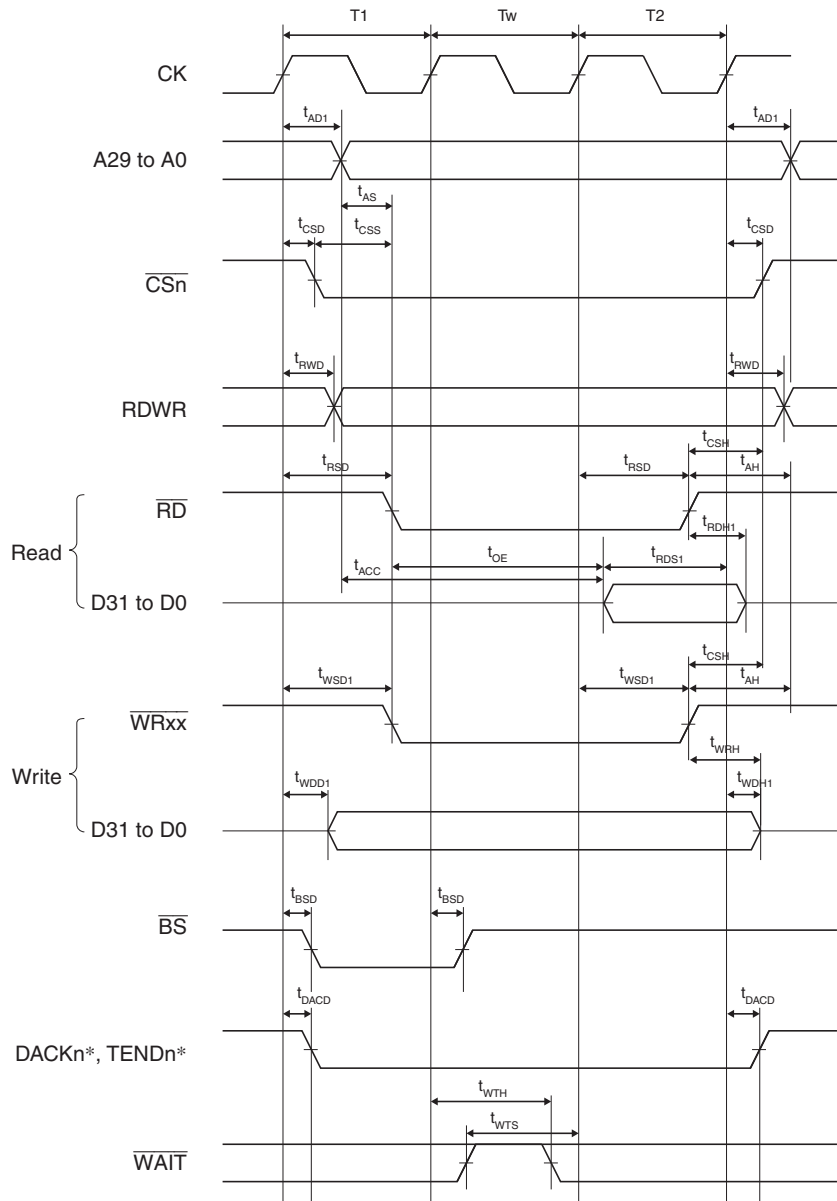 T1 Tw T2
CK
tAD1 tAD1
A29 to A0
tAS
tCSD tCSS tCSD
CSn
tRWD tRWD
RDWR
tCSH
tRSD tRSD tAH
RD
tRDH1
Read
tOE tRDS1
tACC
D31 to D0
tCSH
tWSD1 tWSD1 tAH
WRxx
tWRH
Write
tWDD1 tWDH1
D31 to D0
tBSD tBSD
BS
tDACD tDACD
DACKn*, TENDn*
tWTH
tWTS
WAIT